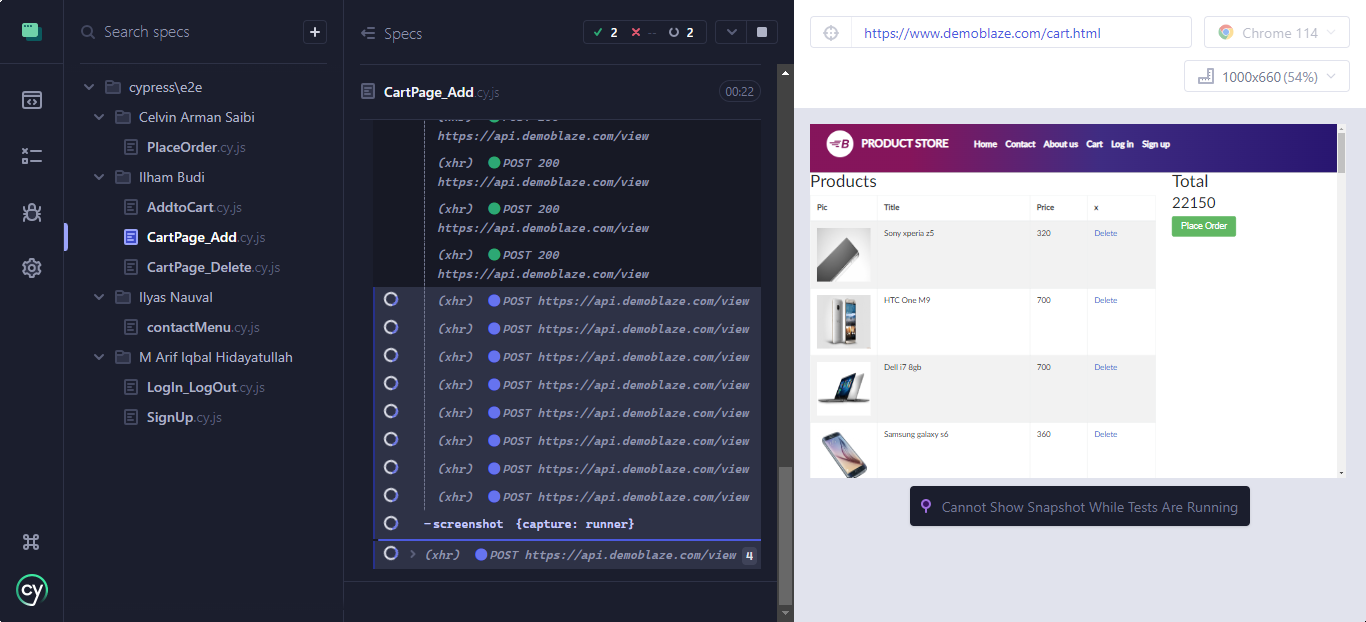 Search specs
+
cypress\e2e
Celvin Arman Saibi
PlaceOrder.cy.js
Ilham Budi
AddtoCart.cy.js
CartPage_Add.cy.js
CartPage_Delete.cy.js
Ilyas Nauval
contactMenu.cy.js
M Arif Iqbal Hidayatullah
LogIn_LogOut.cy.js
SignUp.cy.js
cy
Specs
2 -- 2
CartPage_Add.cy.js 00:22
(xhr) POST 200
https://api.demoblaze.com/view
(xhr) POST 200
https://api.demoblaze.com/view
(xhr) POST 200
https://api.demoblaze.com/view
(xhr) POST 200
https://api.demoblaze.com/view
(xhr) POST https://api.demoblaze.com/view
(xhr) POST https://api.demoblaze.com/view
(xhr) POST https://api.demoblaze.com/view
(xhr) POST https://api.demoblaze.com/view
(xhr) POST https://api.demoblaze.com/view
(xhr) POST https://api.demoblaze.com/view
(xhr) POST https://api.demoblaze.com/view
(xhr) POST https://api.demoblaze.com/view
-screenshot {capture: runner}
(xhr) POST https://api.demoblaze.com/view 4
https://www.demoblaze.com/cart.html
Chrome 114
1000x660 (54%)
B PRODUCT STORE Home Contact About us Cart Log in Sign up
Products
Pic Title Price x
Sony xperia z5 320 Delete
HTC One M9 700 Delete
Dell i7 8gb 700 Delete
Samsung galaxy s6 360 Delete
Total
22150
Place Order
Cannot Show Snapshot While Tests Are Running